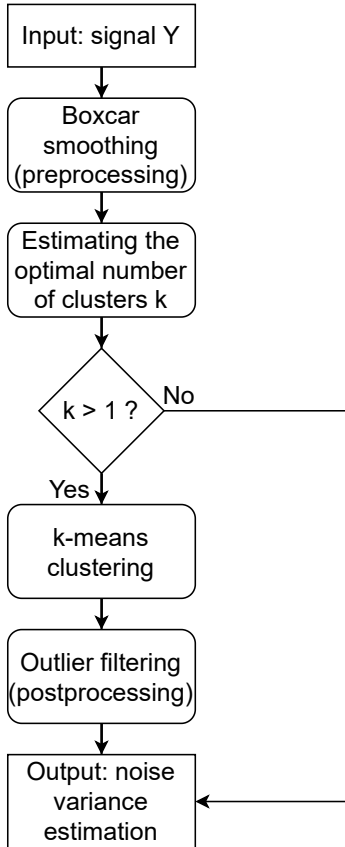 Input: signal Y
Boxcar
smoothing
(preprocessing)
Estimating the
optimal number
of clusters k
k > 1 ?
No
Yes
k-means
clustering
Outlier filtering
(postprocessing)
Output: noise
variance
estimation